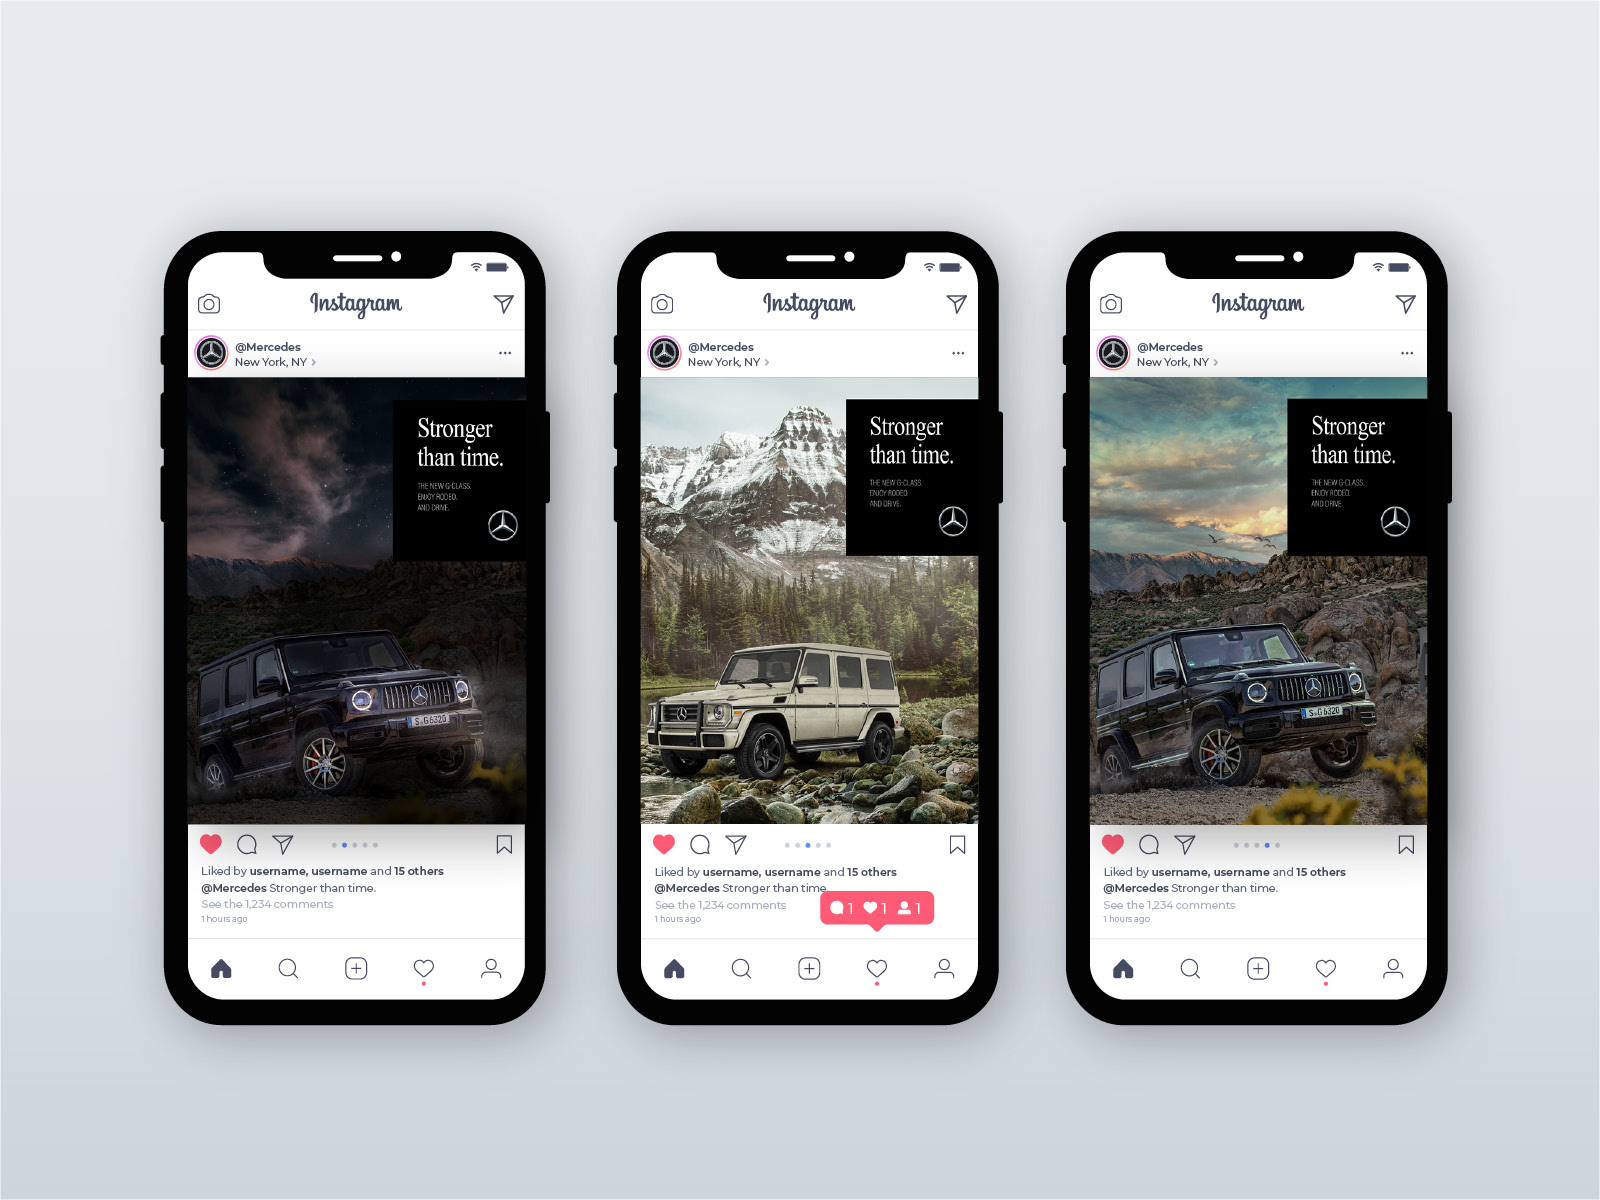 Instagram
@Mercedes
New York, NY >
Stronger
than time.
THE NEW G-CLASS.
ENJOY RODEO.
AND DRIVE.
S G 6320
Liked by username, username and 15 others
@Mercedes Stronger than time.
See the 1,234 comments
1 hours ago
Instagram
@Mercedes
New York, NY >
Stronger
than time.
THE NEW G-CLASS.
ENJOY RODEO.
AND DRIVE.
Liked by username, username and 15 others
@Mercedes Stronger than time.
See the 1,234 comments
1 hours ago
1 1 1
Instagram
@Mercedes
New York, NY >
Stronger
than time.
THE NEW G-CLASS.
ENJOY RODEO.
AND DRIVE.
S G 6320
Liked by username, username and 15 others
@Mercedes Stronger than time.
See the 1,234 comments
1 hours ago